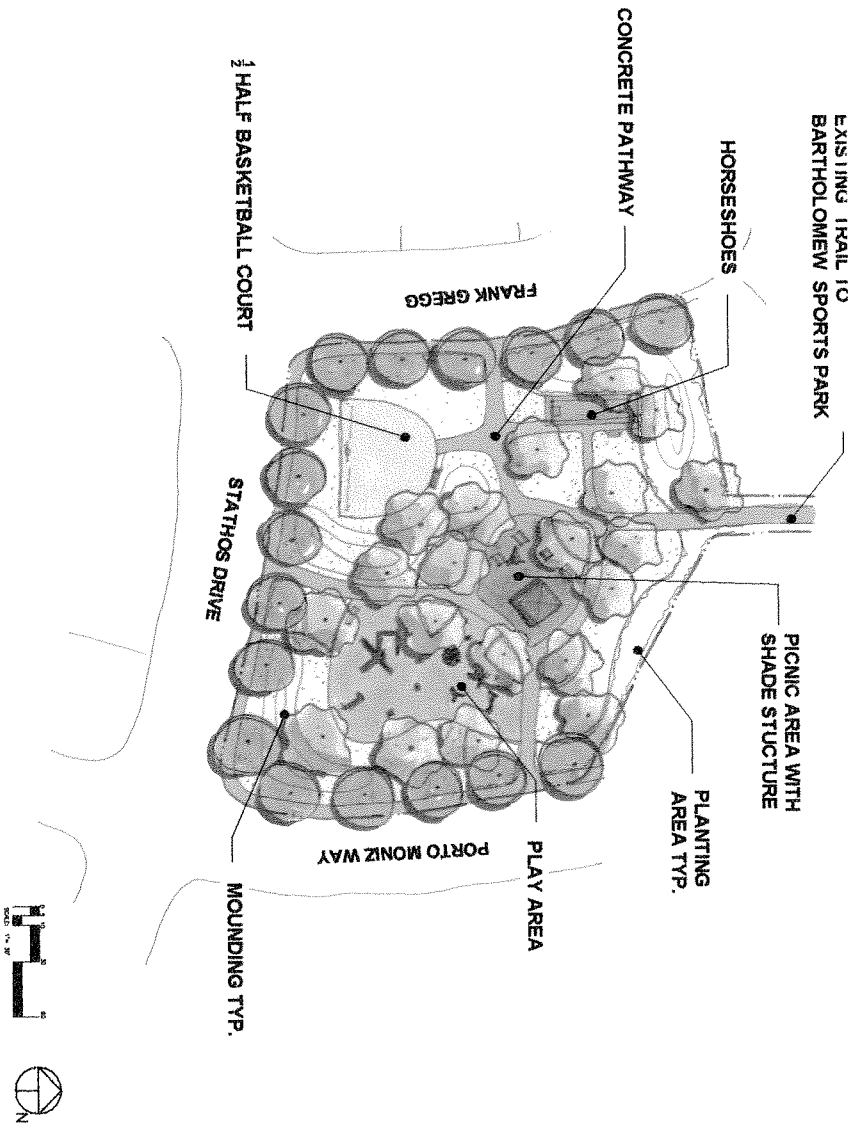 EXISTING TRAIL TO
BARTHOLOMEW SPORTS PARK
HORSESHOES
CONCRETE PATHWAY
½ HALF BASKETBALL COURT
FRANK GREGG
STATHOS DRIVE
PORTO MONIZ WAY
PICNIC AREA WITH
SHADE STUCTURE
PLANTING
AREA TYP.
PLAY AREA
MOUNDING TYP.
N